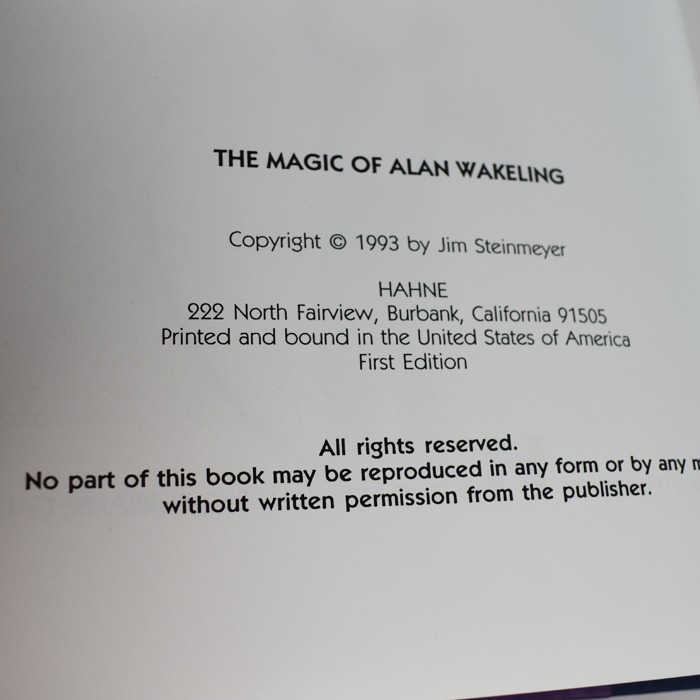 THE MAGIC OF ALAN WAKELING
Copyright © 1993 by Jim Steinmeyer
HAHNE
222 North Fairview, Burbank, California 91505
Printed and bound in the United States of America
First Edition
All rights reserved.
No part of this book may be reproduced in any form or by any
without written permission from the publisher.